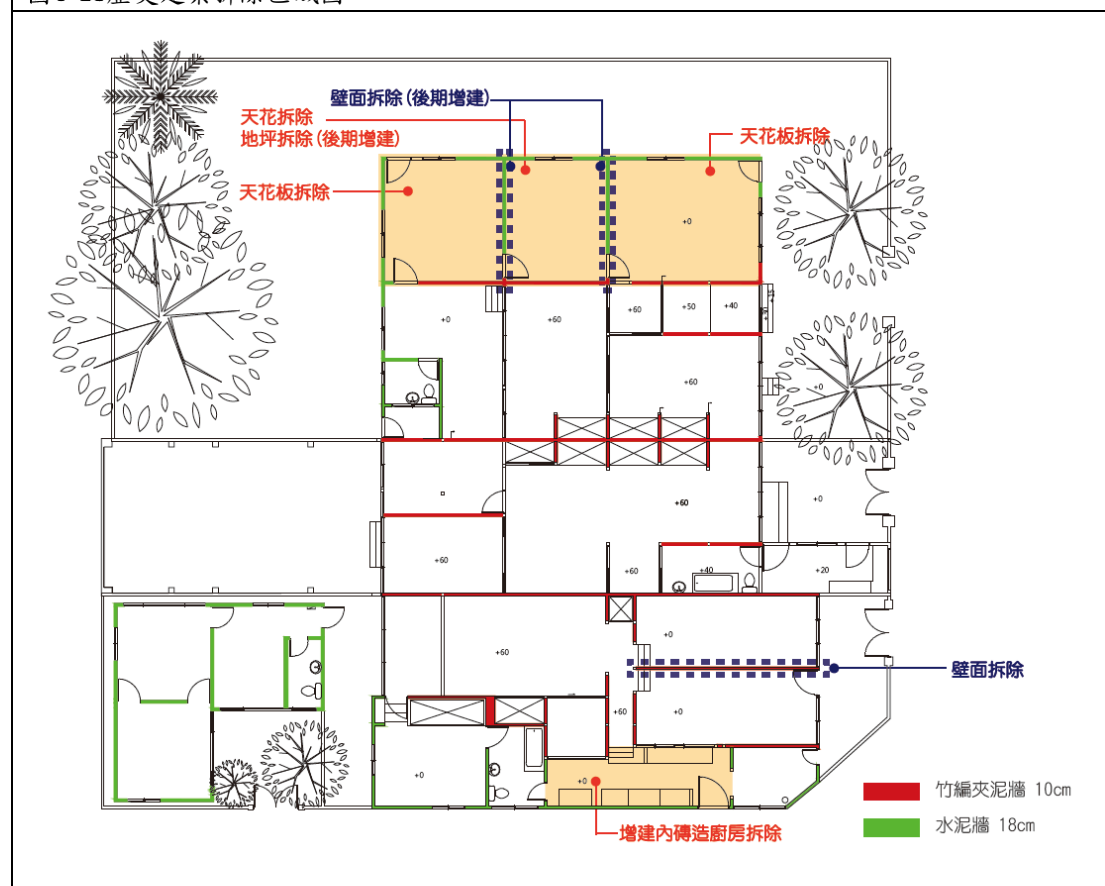 壁面拆除(後期增建)
天花拆除
地坪拆除(後期增建)
天花板拆除
天花板拆除
+0
+0
+60
+60
+50
+40
+60
+0
+60
+0
+60
+60
+40
+20
+0
+60
壁面拆除
+60
+0
+0
+0
增建內磚造廚房拆除
竹編夾泥牆 10cm
水泥牆 18cm